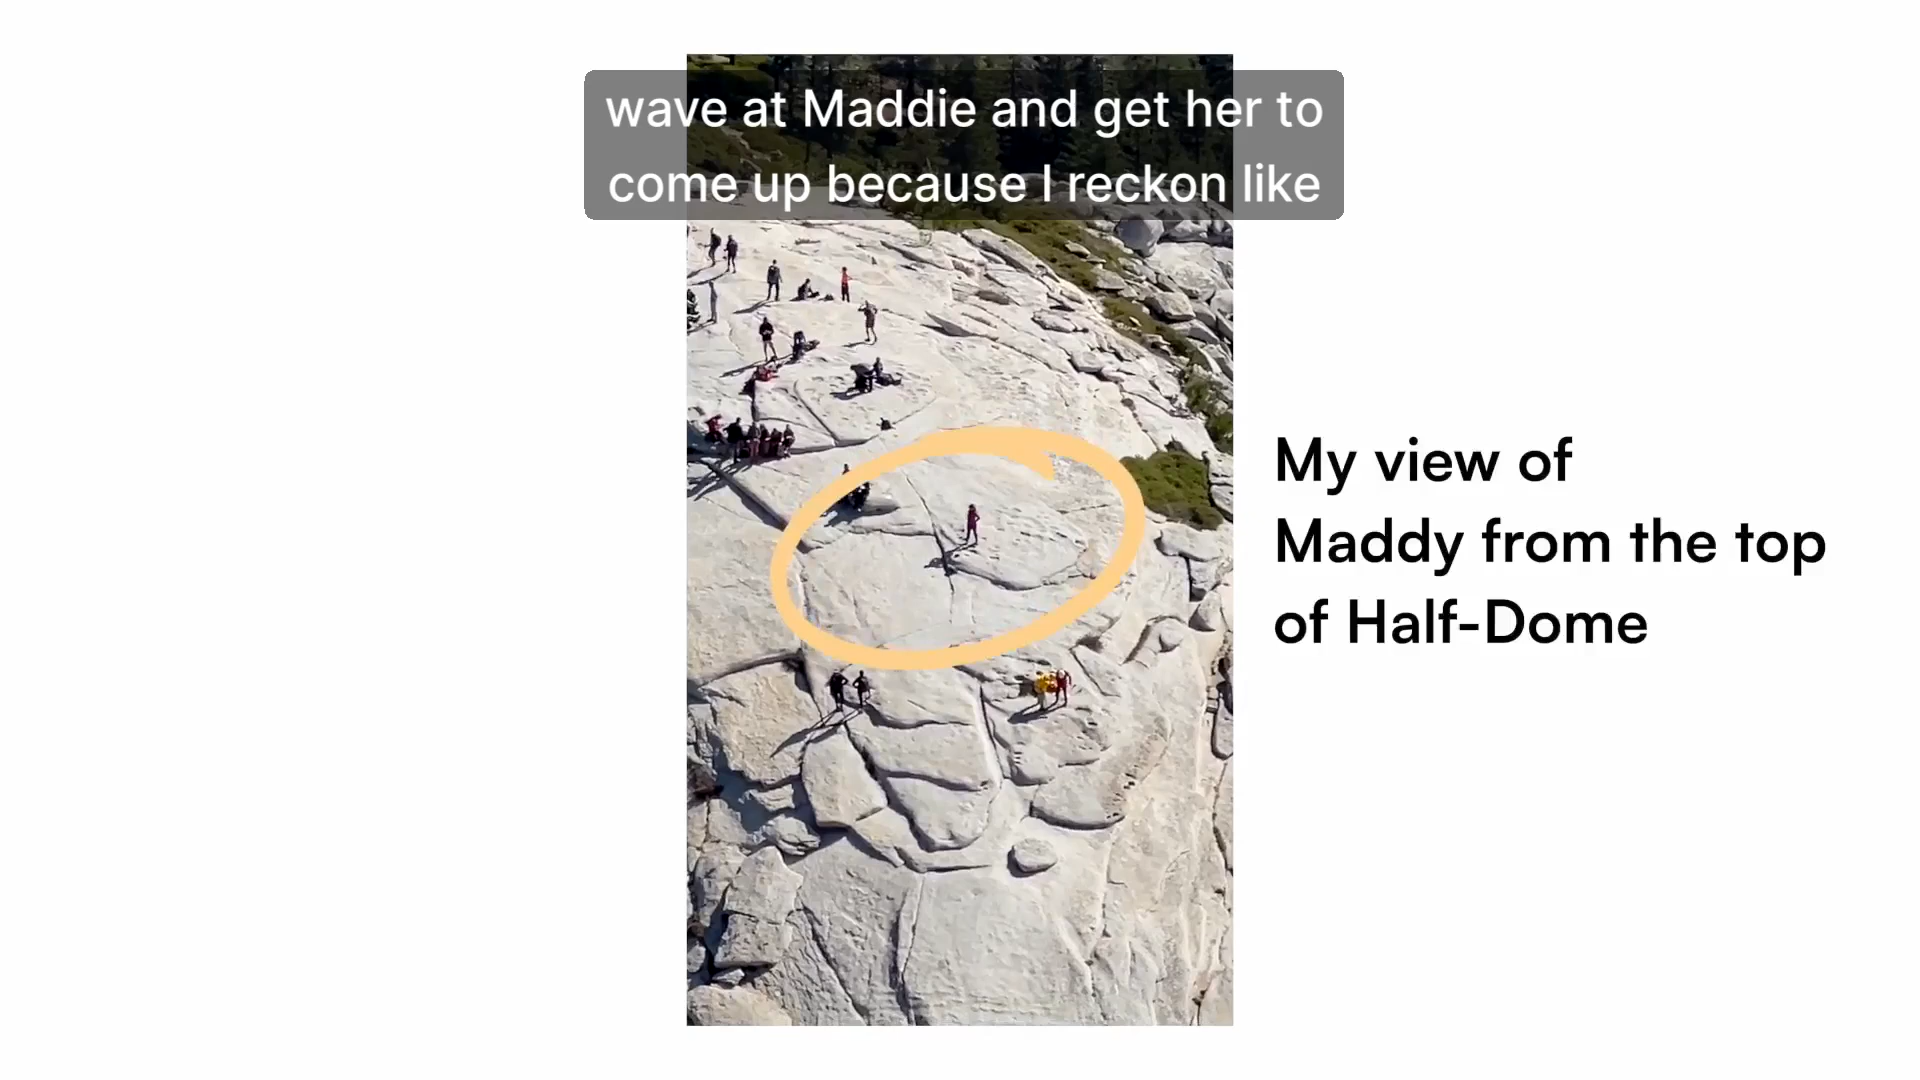 wave at Maddie and get her to
come up because I reckon like
My view of
Maddy from the top
of Half-Dome